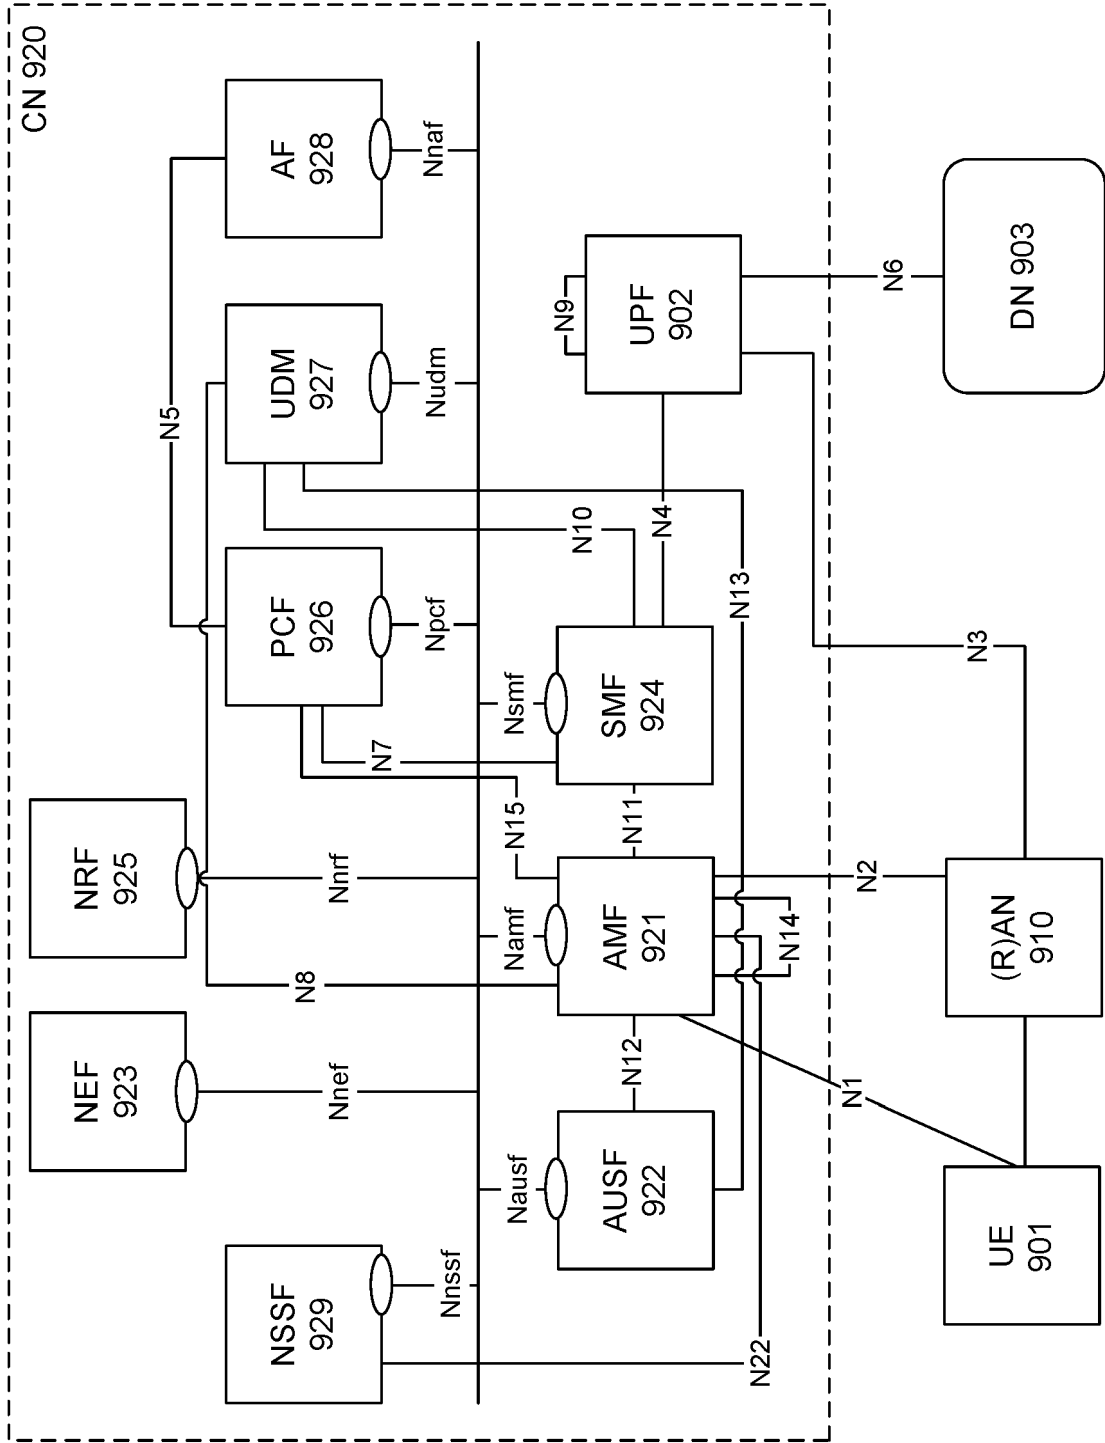 CN 920
NEF
923
NRF
925
N5
NSSF
929
PCF
926
UDM
927
AF
928
N8
Nnef
Nnrf
N7
Nnssf
Npcf
Nudm
Nnaf
Nausf
Namf
N15
Nsmf
N10
N9
AUSF
922
N12
AMF
921
N11
SMF
924
N4
UPF
902
N13
N22
N14
N1
N2
N6
N3
UE
901
(R)AN
910
DN 903